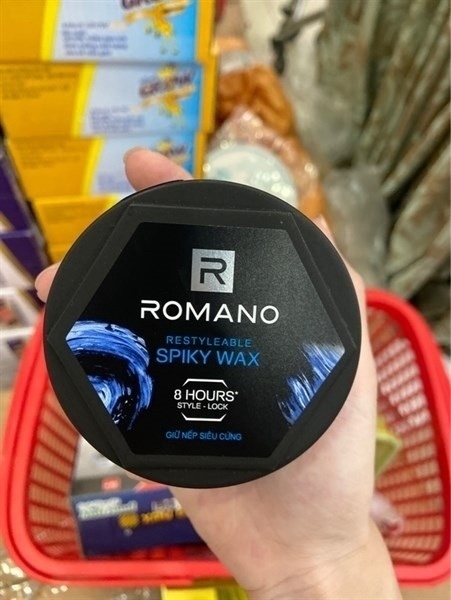 R
ROMANO
RESTYLEABLE
SPIKY WAX
8 HOURS*
STYLE - LOCK
GIỮ NẾP SIÊU CỨNG